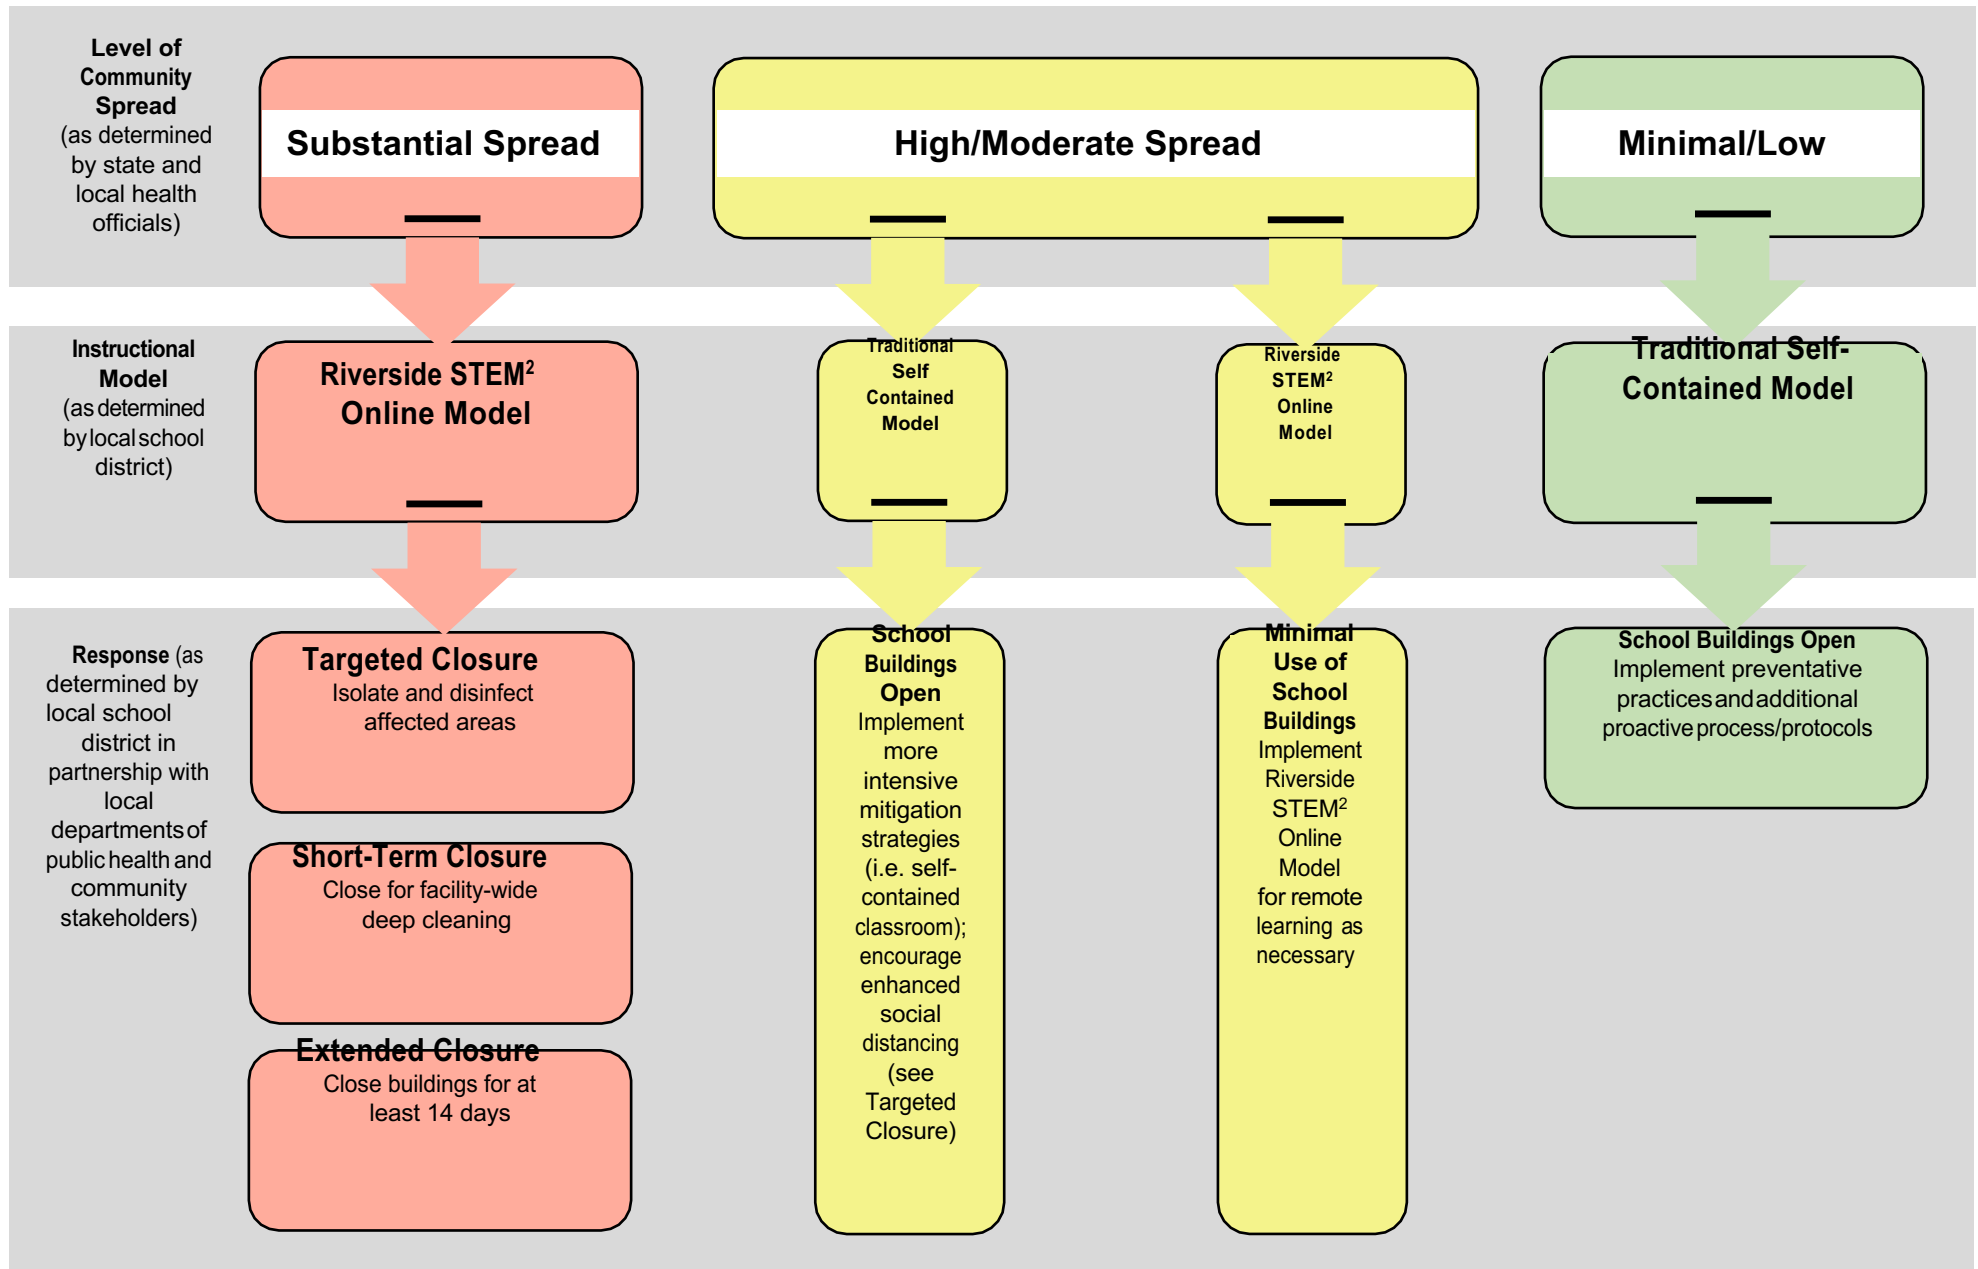 Level of
Community
Spread
(as determined
by state and
local health
officials)
Substantial Spread
High/Moderate Spread
Minimal/Low
Instructional
Model
(as determined
by local school
district)
Riverside STEM²
Online Model
Traditional
Self
Contained
Model
Riverside
STEM²
Online
Model
Traditional Self-
Contained Model
Response (as
determined by
local school
district in
partnership with
local
departments of
public health and
community
stakeholders)
Targeted Closure
Isolate and disinfect
affected areas
Short-Term Closure
Close for facility-wide
deep cleaning
Extended Closure
Close buildings for at
least 14 days
School
Buildings
Open
Implement
more
intensive
mitigation
strategies
(i.e. self-
contained
classroom);
encourage
enhanced
social
distancing
(see
Targeted
Closure)
Minimal
Use of
School
Buildings
Implement
Riverside
STEM²
Online
Model
for remote
learning as
necessary
School Buildings Open
Implement preventative
practices and additional
proactive process/protocols